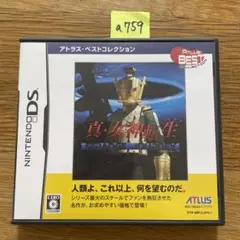 a759
アトラス・ベストコレクション
NINTENDO DS
ATLUS
BEST!
真・女神転生
人類よ、これ以上、何を望むのだ。
シリーズ最大のスケールでファンを熱狂させた
名作が、お求めやすい価格で登場!
CERO
ATLUS